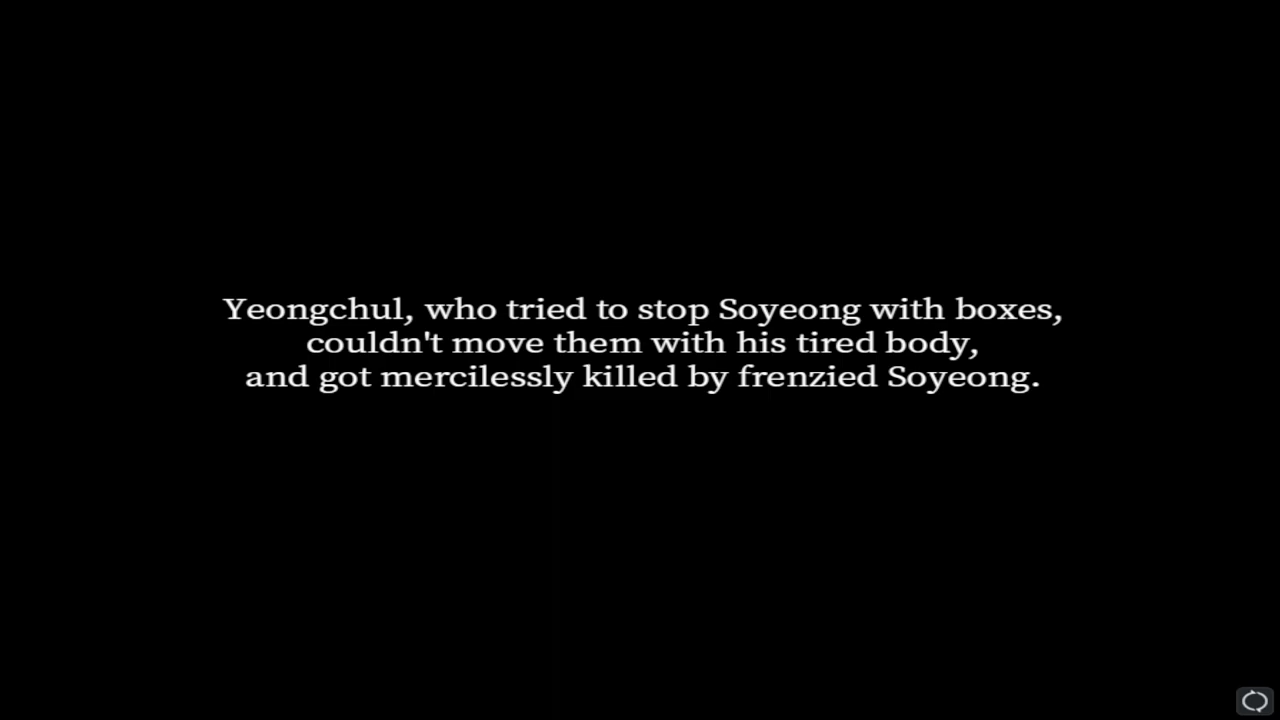 Yeongchul, who tried to stop Soyeong with boxes,
couldn't move them with his tired body,
and got mercilessly killed by frenzied Soyeong.